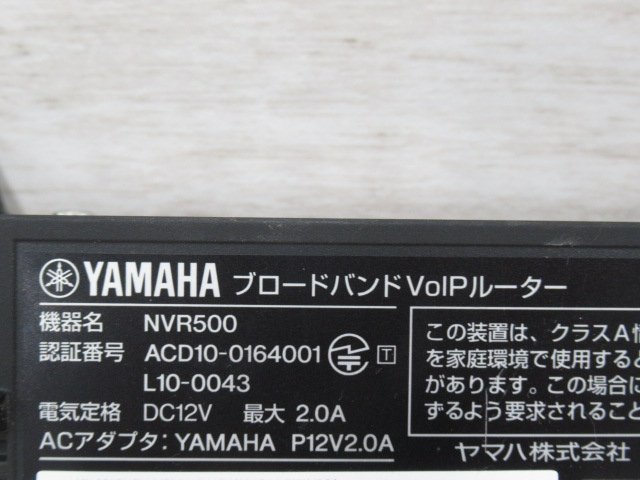 YAMAHA ブロードバンドVoIPルーター
機器名 NVR500
認証番号 ACD10-0164001 T
L10-0043
電気定格 DC12V 最大 2.0A
ACアダプタ:YAMAHA P12V2.0A
この装置は、クラスA情
を家庭環境で使用すると
があります。この場合に
ずるよう要求されること
ヤマハ株式会社